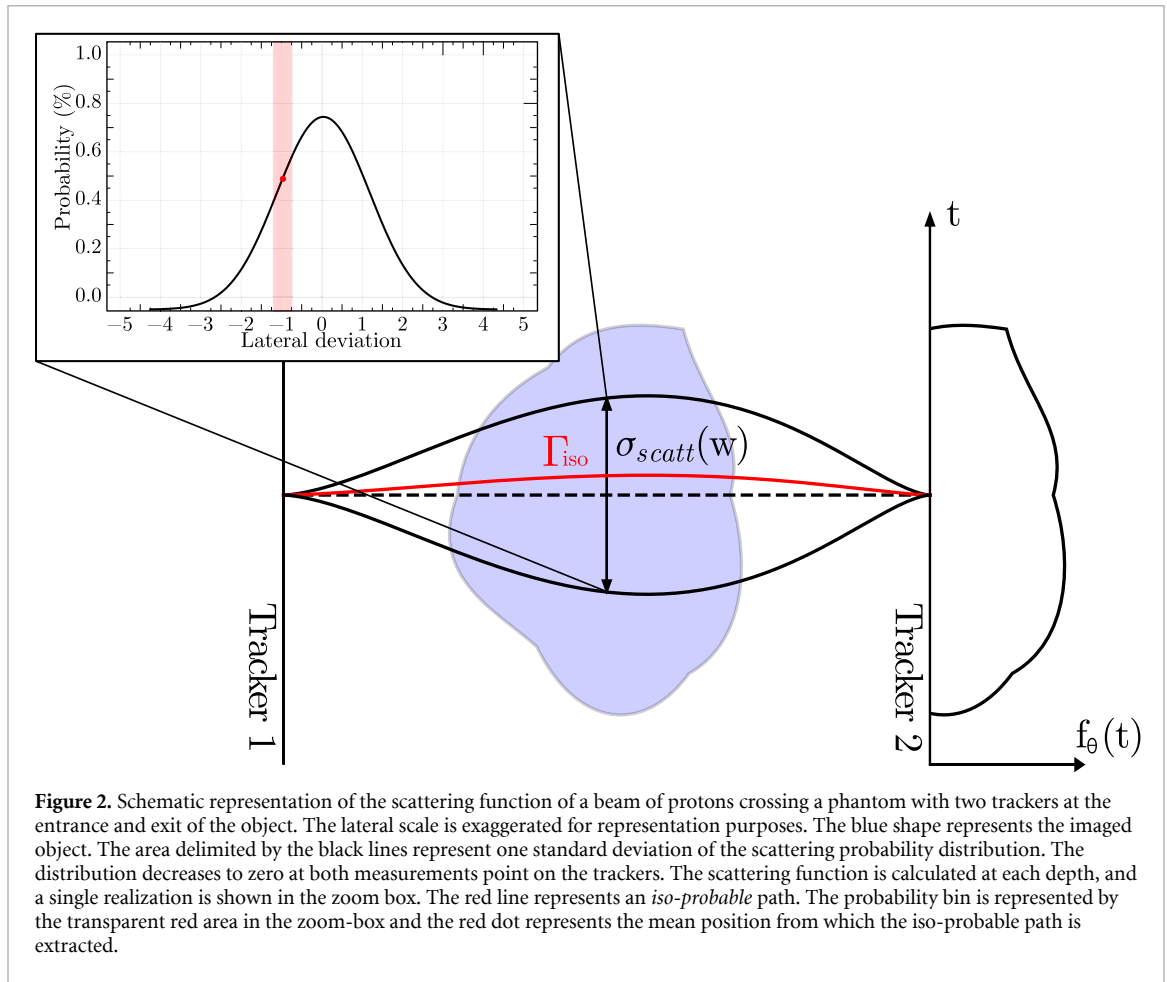 1.0
0.8
0.6
0.4
0.2
0.0
Probability (%)
−5 −4 −3 −2 −1 0 1 2 3 4 5
Lateral deviation
t
Γiso
σscatt(w)
Tracker 1
Tracker 2
fθ(t)
Figure 2. Schematic representation of the scattering function of a beam of protons crossing a phantom with two trackers at the
entrance and exit of the object. The lateral scale is exaggerated for representation purposes. The blue shape represents the imaged
object. The area delimited by the black lines represent one standard deviation of the scattering probability distribution. The
distribution decreases to zero at both measurements point on the trackers. The scattering function is calculated at each depth, and
a single realization is shown in the zoom box. The red line represents an iso-probable path. The probability bin is represented by
the transparent red area in the zoom-box and the red dot represents the mean position from which the iso-probable path is
extracted.